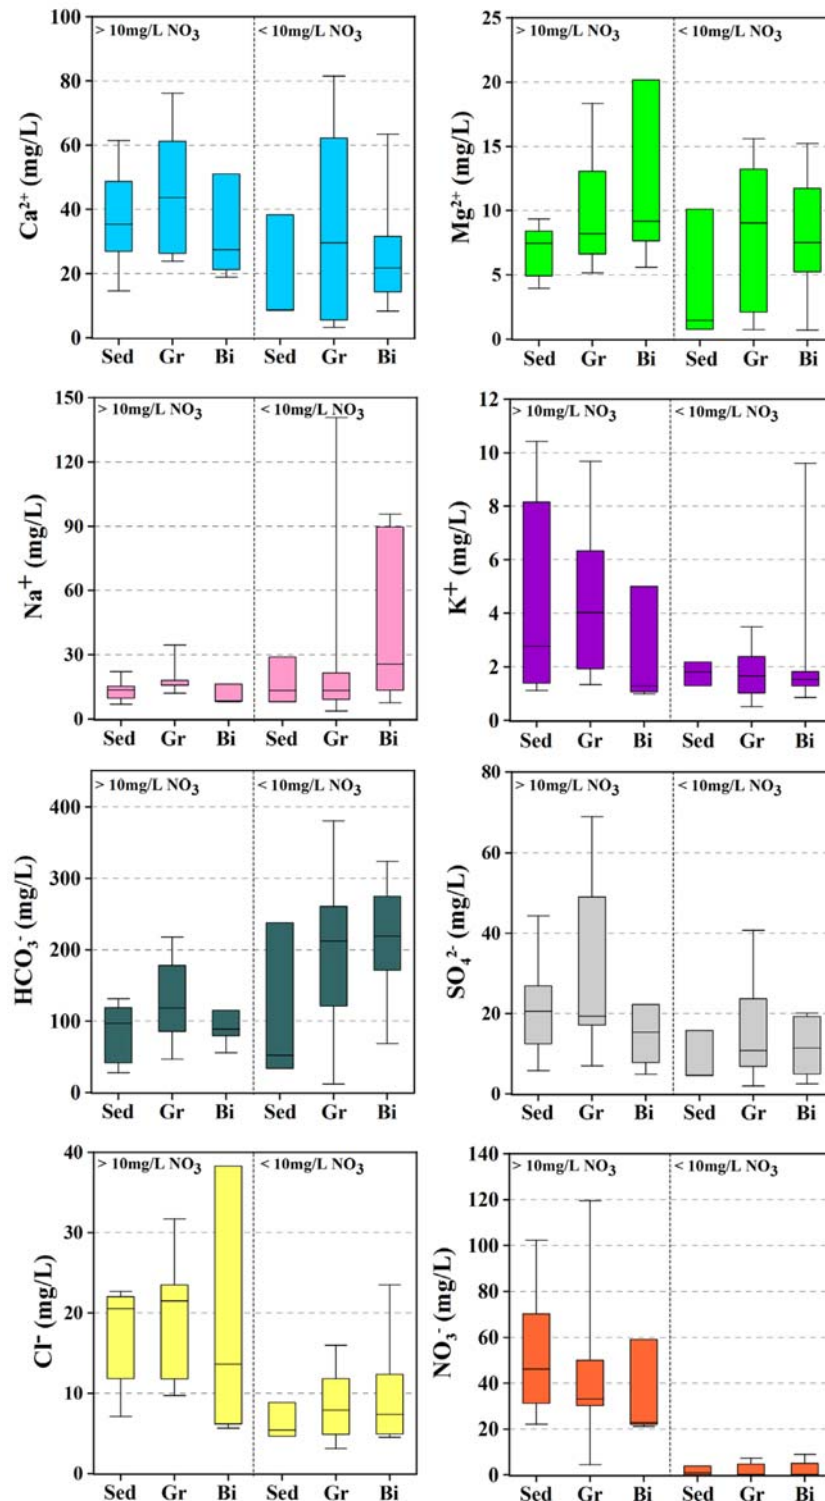 > 10mg/L NO3 < 10mg/L NO3
Ca²⁺ (mg/L)
100
80
60
40
20
0
Sed Gr Bi Sed Gr Bi
> 10mg/L NO3 < 10mg/L NO3
Mg²⁺ (mg/L)
25
20
15
10
5
0
Sed Gr Bi Sed Gr Bi
> 10mg/L NO3 < 10mg/L NO3
Na⁺ (mg/L)
150
120
90
60
30
0
Sed Gr Bi Sed Gr Bi
> 10mg/L NO3 < 10mg/L NO3
K⁺ (mg/L)
12
10
8
6
4
2
0
Sed Gr Bi Sed Gr Bi
> 10mg/L NO3 < 10mg/L NO3
HCO₃⁻ (mg/L)
400
300
200
100
0
Sed Gr Bi Sed Gr Bi
> 10mg/L NO3 < 10mg/L NO3
SO₄²⁻ (mg/L)
80
60
40
20
0
Sed Gr Bi Sed Gr Bi
> 10mg/L NO3 < 10mg/L NO3
Cl⁻ (mg/L)
40
30
20
10
0
Sed Gr Bi Sed Gr Bi
> 10mg/L NO3 < 10mg/L NO3
NO₃⁻ (mg/L)
140
120
100
80
60
40
20
0
Sed Gr Bi Sed Gr Bi